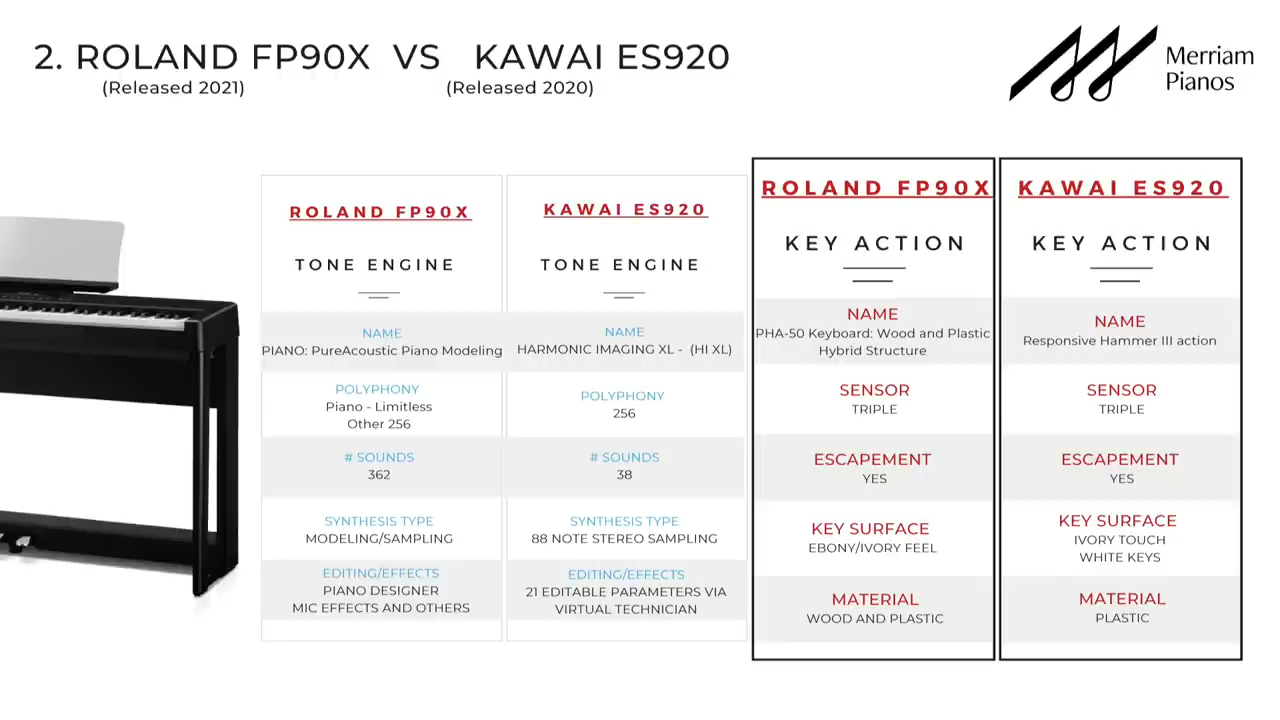 2. ROLAND FP90X VS KAWAI ES920
(Released 2021) (Released 2020)
Merriam
Pianos
ROLAND FP90X
TONE ENGINE
NAME
PIANO: PureAcoustic Piano Modeling
POLYPHONY
Piano - Limitless
Other 256
# SOUNDS
362
SYNTHESIS TYPE
MODELING/SAMPLING
EDITING/EFFECTS
PIANO DESIGNER
MIC EFFECTS AND OTHERS
KAWAI ES920
TONE ENGINE
NAME
HARMONIC IMAGING XL - (HI XL)
POLYPHONY
256
# SOUNDS
38
SYNTHESIS TYPE
88 NOTE STEREO SAMPLING
EDITING/EFFECTS
21 EDITABLE PARAMETERS VIA
VIRTUAL TECHNICIAN
ROLAND FP90X
KEY ACTION
NAME
PHA-50 Keyboard: Wood and Plastic
Hybrid Structure
SENSOR
TRIPLE
ESCAPEMENT
YES
KEY SURFACE
EBONY/IVORY FEEL
MATERIAL
WOOD AND PLASTIC
KAWAI ES920
KEY ACTION
NAME
Responsive Hammer III action
SENSOR
TRIPLE
ESCAPEMENT
YES
KEY SURFACE
IVORY TOUCH
WHITE KEYS
MATERIAL
PLASTIC